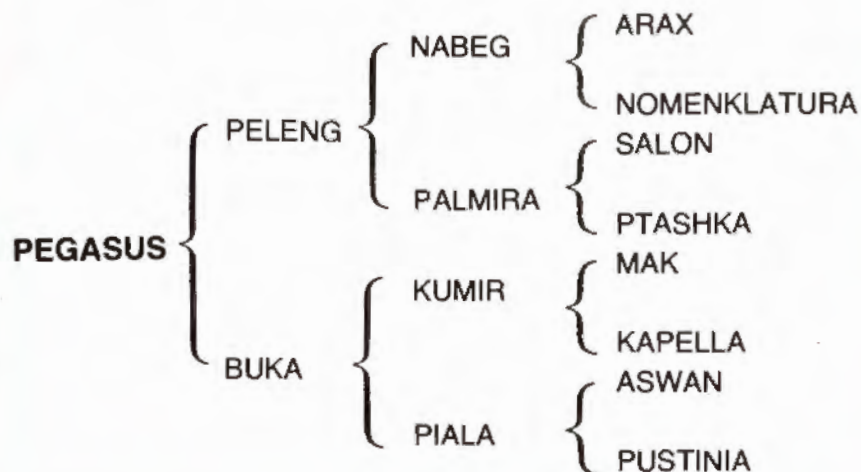 ARAX
NABEG
NOMENKLATURA
PELENG
SALON
PALMIRA
PTASHKA
PEGASUS
MAK
KUMIR
KAPELLA
BUKA
ASWAN
PIALA
PUSTINIA